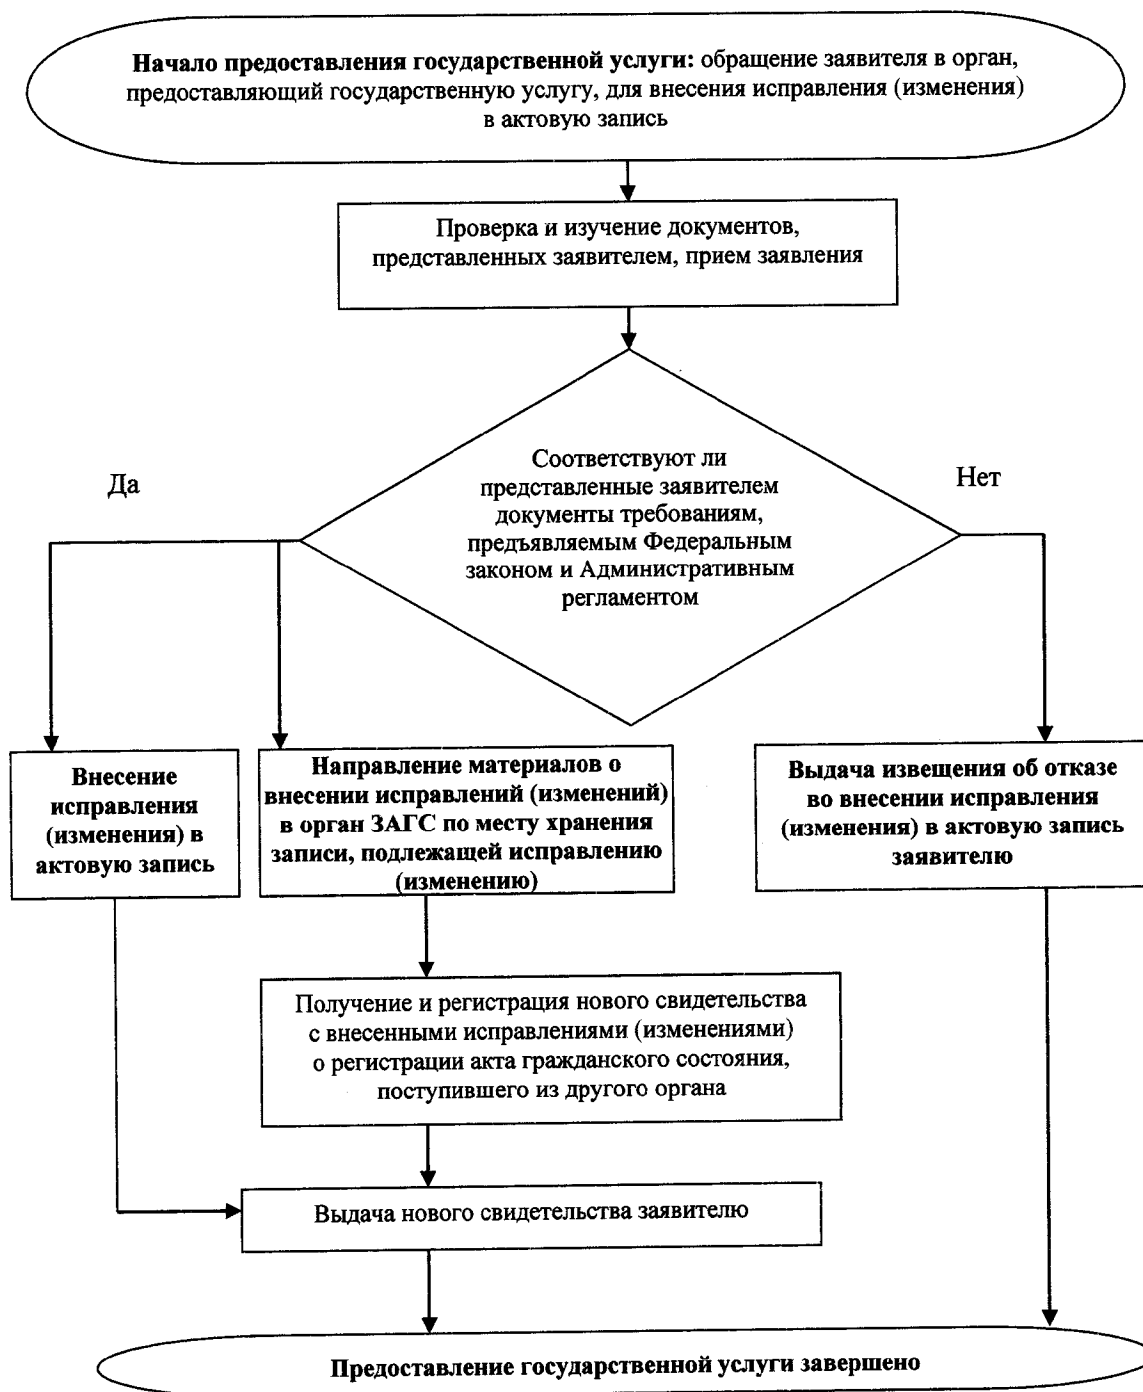 Начало предоставления государственной услуги: обращение заявителя в орган,
предоставляющий государственную услугу, для внесения исправления (изменения)
в актовую запись
Проверка и изучение документов,
представленных заявителем, прием заявления
Соответствуют ли
представленные заявителем
документы требованиям,
предъявляемым Федеральным
законом и Административным
регламентом
Да
Нет
Внесение
исправления
(изменения) в
актовую запись
Направление материалов о
внесении исправлений (изменений)
в орган ЗАГС по месту хранения
записи, подлежащей исправлению
(изменению)
Выдача извещения об отказе
во внесении исправления
(изменения) в актовую запись
заявителю
Получение и регистрация нового свидетельства
с внесенными исправлениями (изменениями)
о регистрации акта гражданского состояния,
поступившего из другого органа
Выдача нового свидетельства заявителю
Предоставление государственной услуги завершено